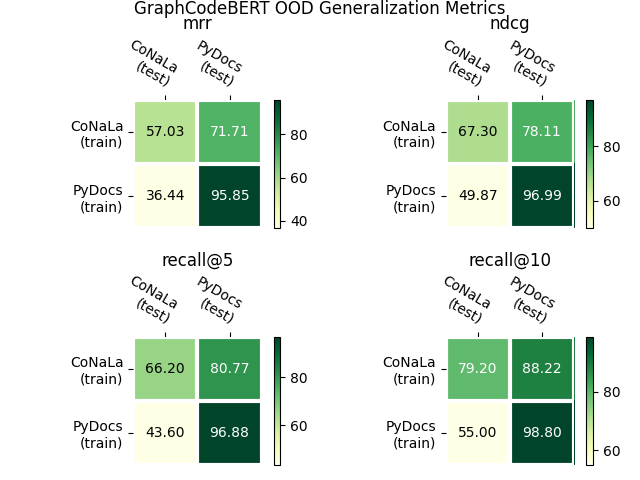 GraphCodeBERT OOD Generalization Metrics
mrr
CoNaLa
(test)
PyDocs
(test)
CoNaLa
(train)
57.03
71.71
PyDocs
(train)
36.44
95.85
80
60
40
ndcg
CoNaLa
(test)
PyDocs
(test)
CoNaLa
(train)
67.30
78.11
PyDocs
(train)
49.87
96.99
80
60
recall@5
CoNaLa
(test)
PyDocs
(test)
CoNaLa
(train)
66.20
80.77
PyDocs
(train)
43.60
96.88
80
60
recall@10
CoNaLa
(test)
PyDocs
(test)
CoNaLa
(train)
79.20
88.22
PyDocs
(train)
55.00
98.80
80
60